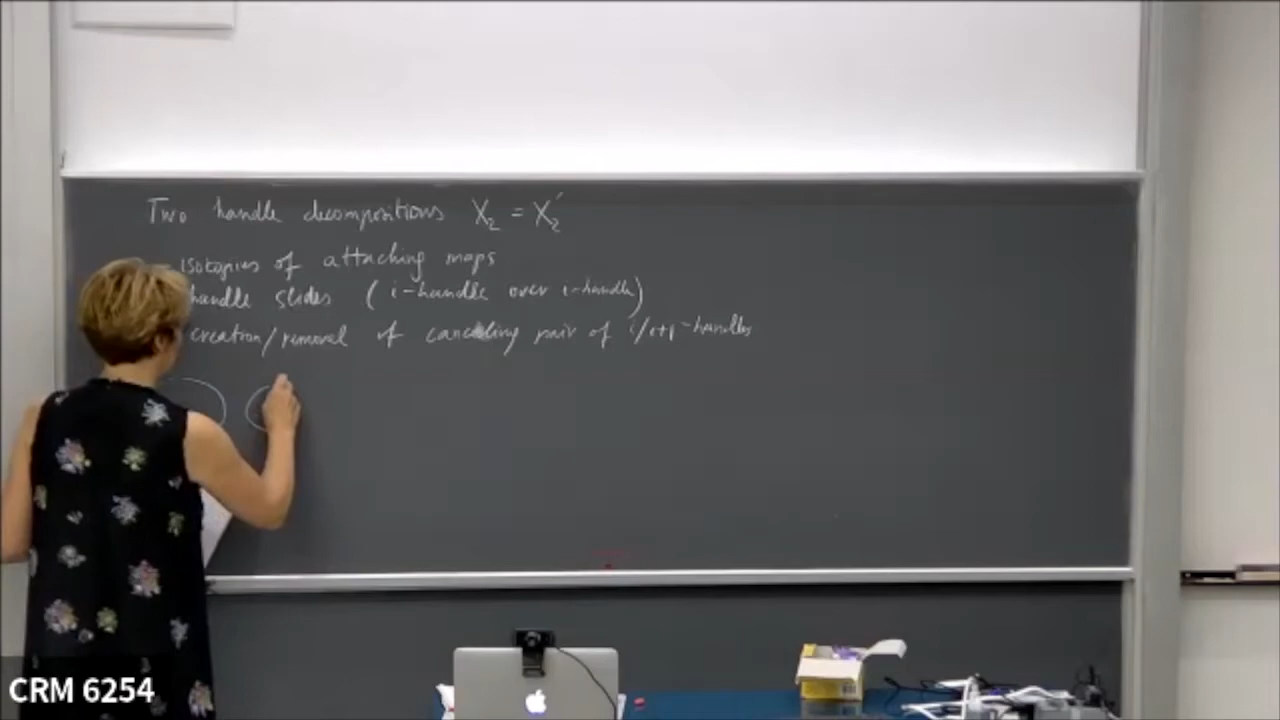 Two handle decompositions X₂ = X₂′
isotopies of attaching maps
handle slides (i-handle over i-handle)
creation/removal of canceling pair of i/i+1-handles
CRM 6254